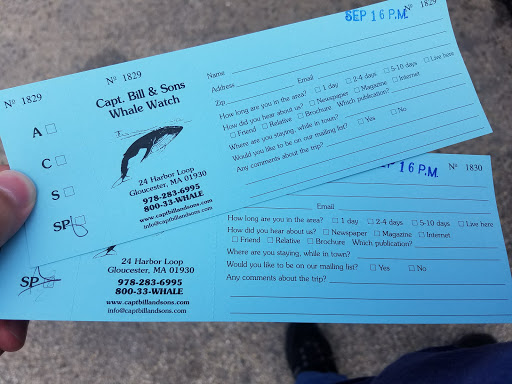 Nº 1829
Nº 1829
SEP 16 P.M.
Nº 1829
Capt. Bill & Sons
Whale Watch
A
C
S
SP
24 Harbor Loop
Gloucester, MA 01930
978-283-6995
800-33-WHALE
www.captbillandsons.com
info@captbillandsons.com
Name
Address
Zip Email
How long are you in the area? 1 day 2-4 days 5-10 days Live here
How did you hear about us? Newspaper Magazine Internet
Friend Relative Brochure Which publication?
Where are you staying, while in town?
Would you like to be on our mailing list? Yes No
Any comments about the trip?
16 P.M.
Nº 1830
SP
24 Harbor Loop
Gloucester, MA 01930
978-283-6995
800-33-WHALE
www.captbillandsons.com
info@captbillandsons.com
Email
How long are you in the area? 1 day 2-4 days 5-10 days Live here
How did you hear about us? Newspaper Magazine Internet
Friend Relative Brochure Which publication?
Where are you staying, while in town?
Would you like to be on our mailing list? Yes No
Any comments about the trip?